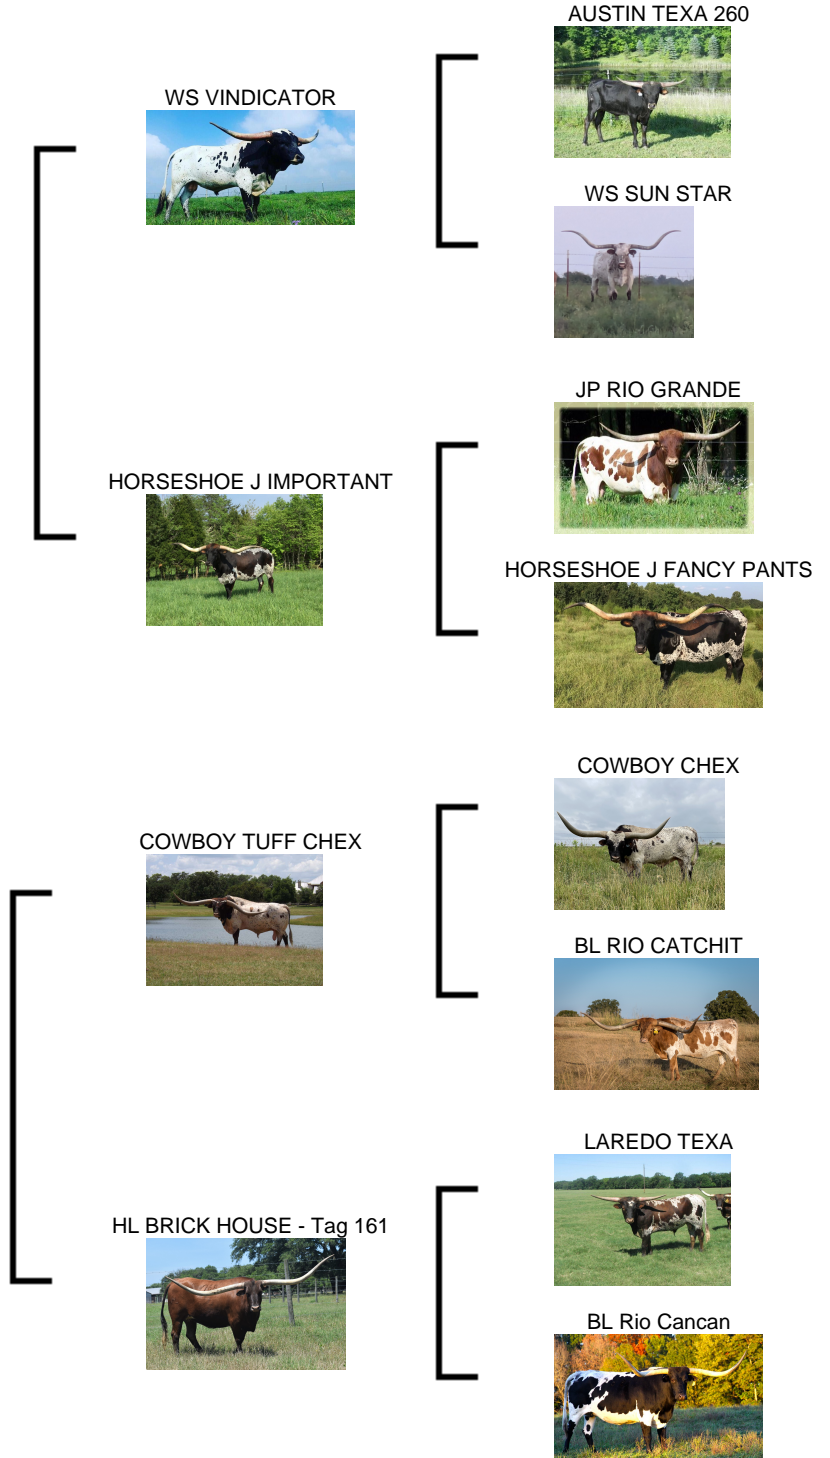 AUSTIN TEXA 260
WS VINDICATOR
WS SUN STAR
JP RIO GRANDE
HORSESHOE J IMPORTANT
HORSESHOE J FANCY PANTS
COWBOY CHEX
COWBOY TUFF CHEX
BL RIO CATCHIT
LAREDO TEXA
HL BRICK HOUSE - Tag 161
BL Rio Cancan